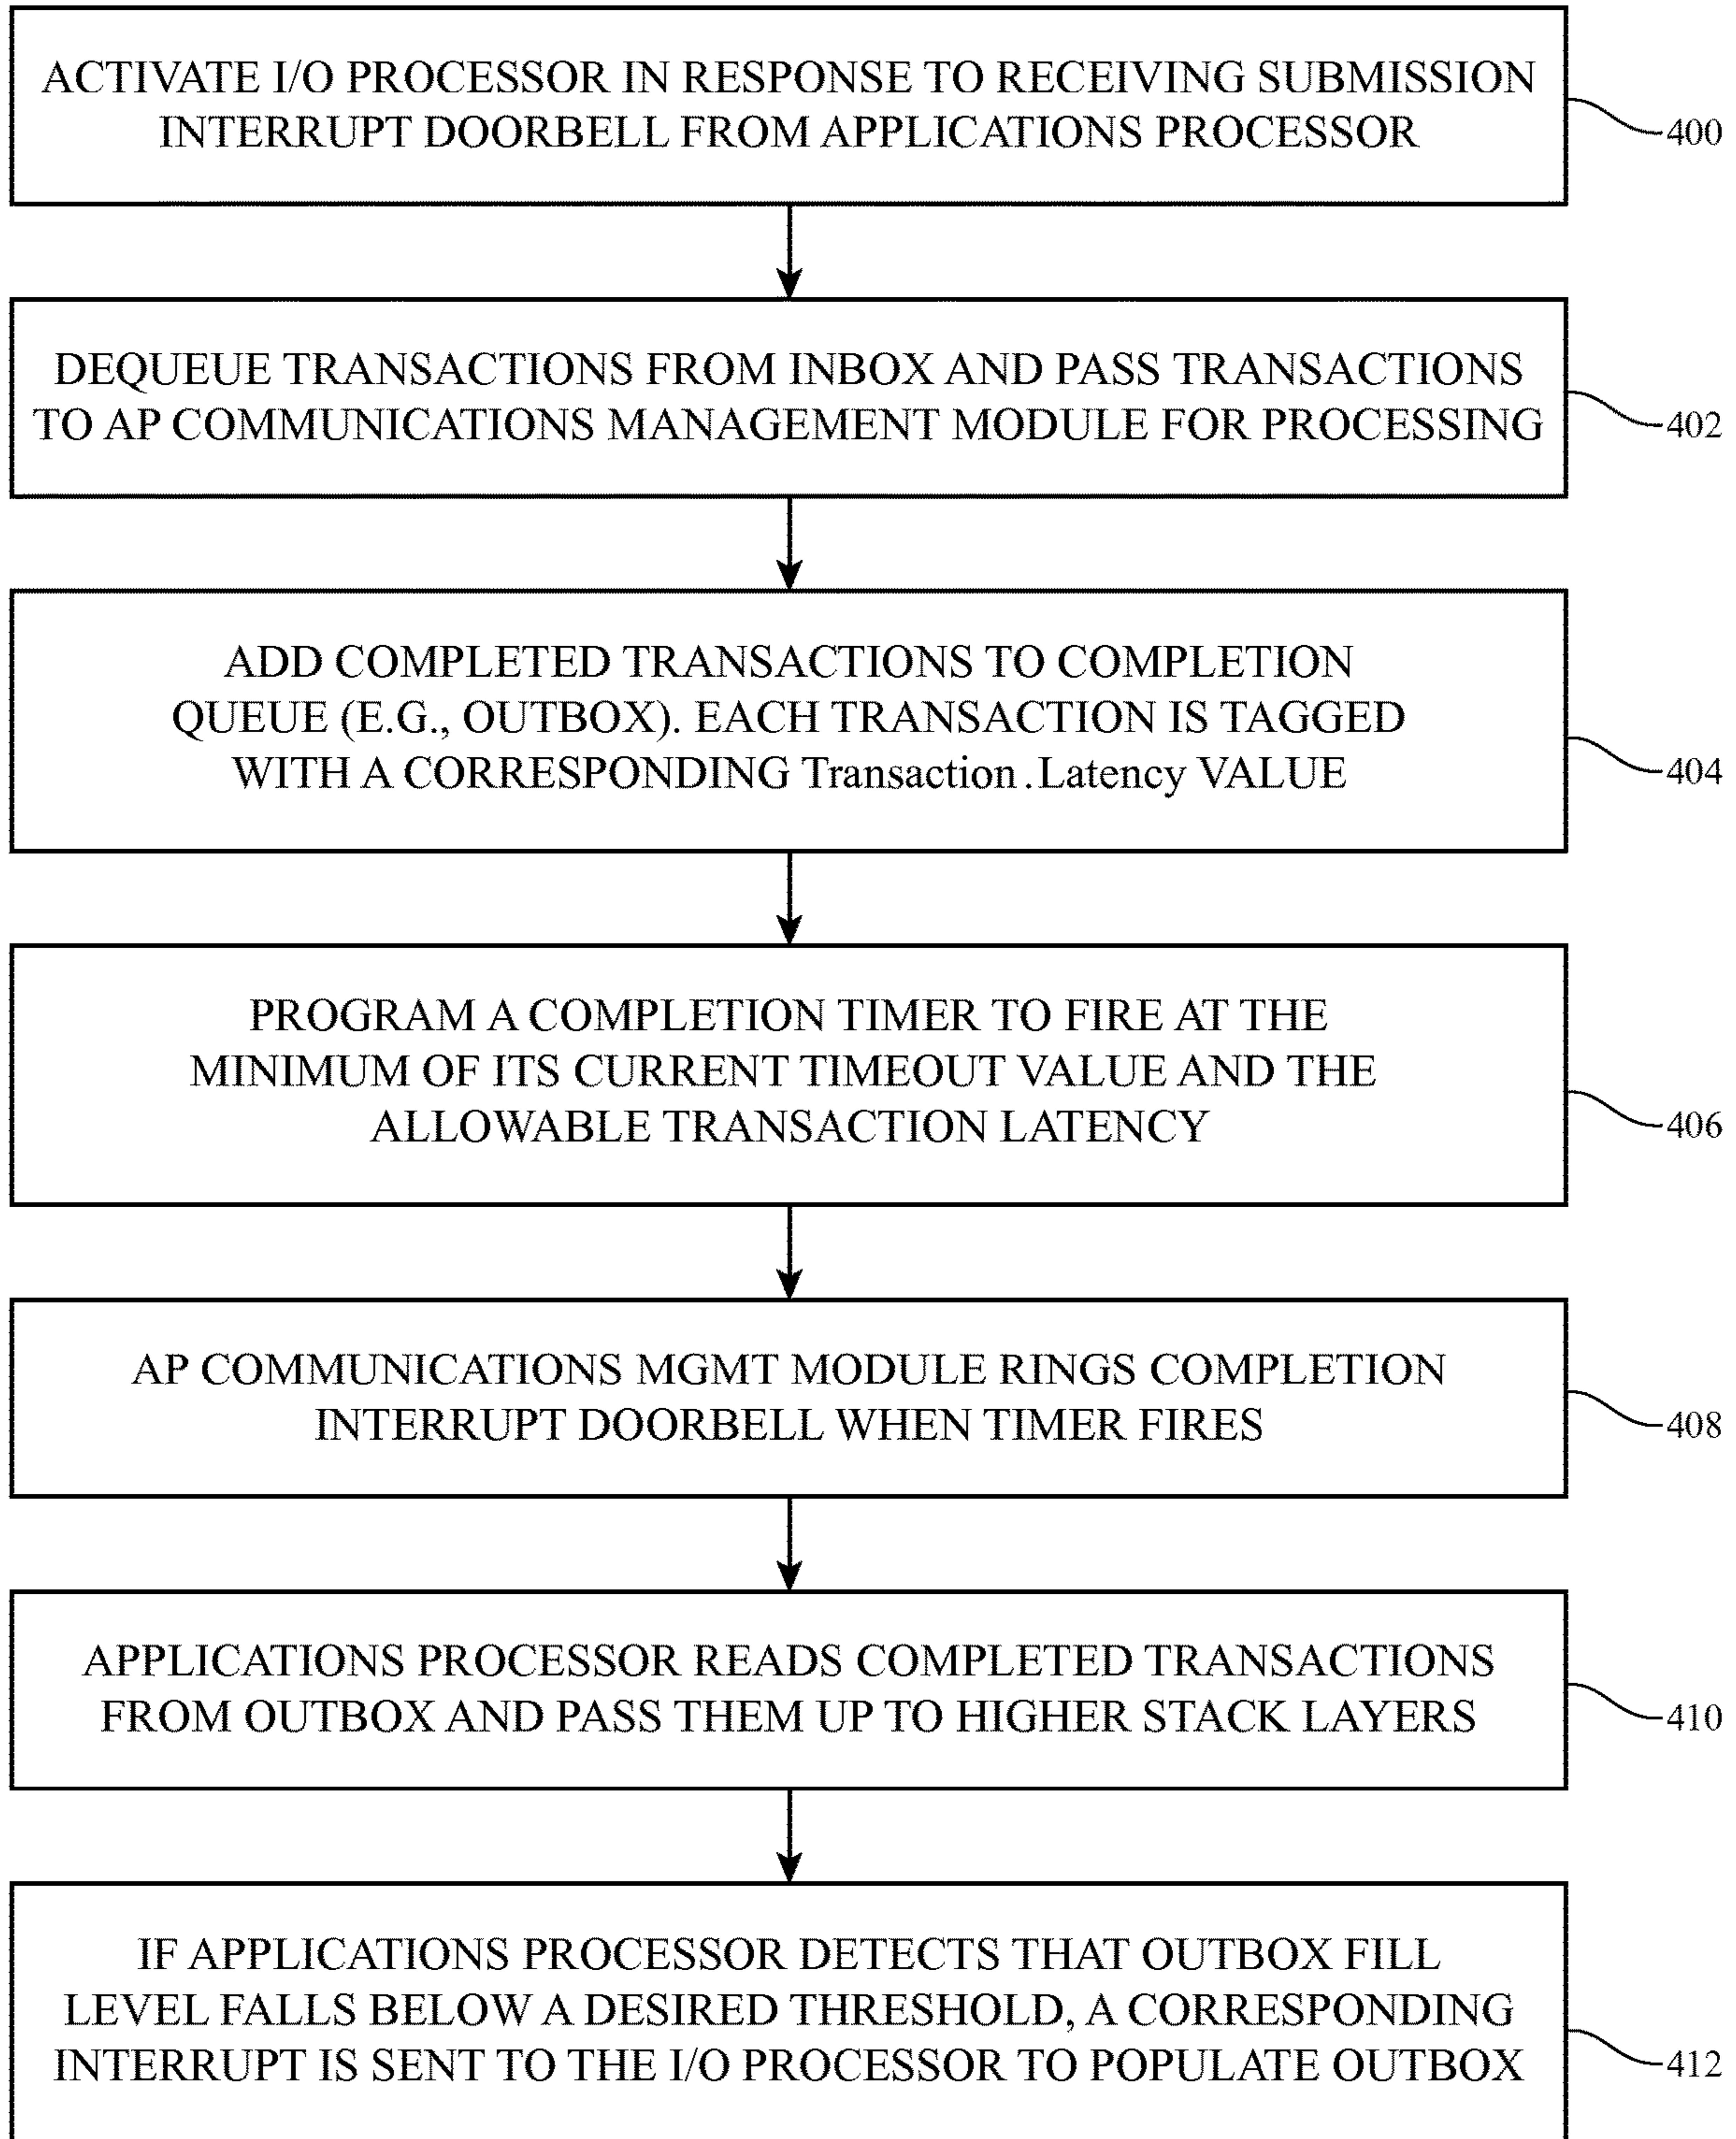 ACTIVATE I/O PROCESSOR IN RESPONSE TO RECEIVING SUBMISSION
INTERRUPT DOORBELL FROM APPLICATIONS PROCESSOR
400
DEQUEUE TRANSACTIONS FROM INBOX AND PASS TRANSACTIONS
TO AP COMMUNICATIONS MANAGEMENT MODULE FOR PROCESSING
402
ADD COMPLETED TRANSACTIONS TO COMPLETION
QUEUE (E.G., OUTBOX). EACH TRANSACTION IS TAGGED
WITH A CORRESPONDING Transaction.Latency VALUE
404
PROGRAM A COMPLETION TIMER TO FIRE AT THE
MINIMUM OF ITS CURRENT TIMEOUT VALUE AND THE
ALLOWABLE TRANSACTION LATENCY
406
AP COMMUNICATIONS MGMT MODULE RINGS COMPLETION
INTERRUPT DOORBELL WHEN TIMER FIRES
408
APPLICATIONS PROCESSOR READS COMPLETED TRANSACTIONS
FROM OUTBOX AND PASS THEM UP TO HIGHER STACK LAYERS
410
IF APPLICATIONS PROCESSOR DETECTS THAT OUTBOX FILL
LEVEL FALLS BELOW A DESIRED THRESHOLD, A CORRESPONDING
INTERRUPT IS SENT TO THE I/O PROCESSOR TO POPULATE OUTBOX
412